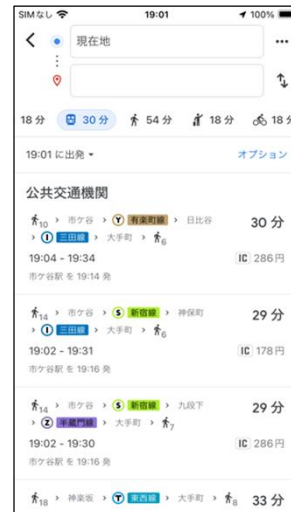 SIMなし 19:01 100%
現在地
18 分 30 分 54 分 18 分 18 分
19:01 に出発 オプション
公共交通機関
10 > 市ケ谷 > Y 有楽町線 > 日比谷 30 分
> I 三田線 > 大手町 > 6
19:04 - 19:34 IC 286円
市ケ谷駅 を 19:14 発
14 > 市ケ谷 > S 新宿線 > 神保町 29 分
> I 三田線 > 大手町 > 6
19:02 - 19:31 IC 178円
市ケ谷駅 を 19:16 発
14 > 市ケ谷 > S 新宿線 > 九段下 29 分
> Z 半蔵門線 > 大手町 > 7
19:02 - 19:30 IC 286円
市ケ谷駅 を 19:16 発
18 > 神楽坂 > T 東西線 > 大手町 > 8 33 分